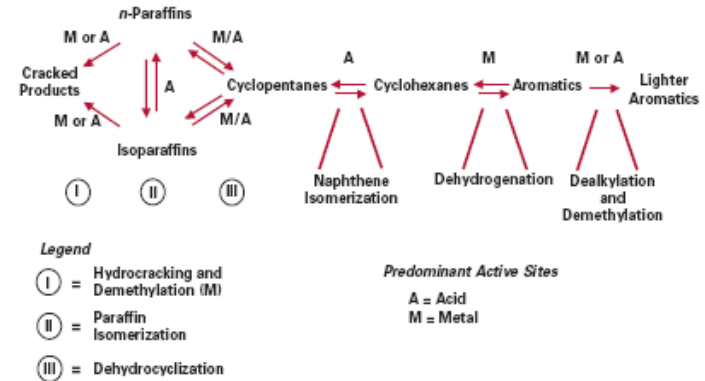 n-Paraffins
M or A
M/A
A
M
M or A
Cracked
Products
A
Cyclopentanes
Cyclohexanes
Aromatics
Lighter
Aromatics
M or A
M/A
Isoparaffins
I
II
III
Naphthene
Isomerization
Dehydrogenation
Dealkylation
and
Demethylation
Legend
I = Hydrocracking and
Demethylation (M)
II = Paraffin
Isomerization
III = Dehydrocyclization
Predominant Active Sites
A = Acid
M = Metal